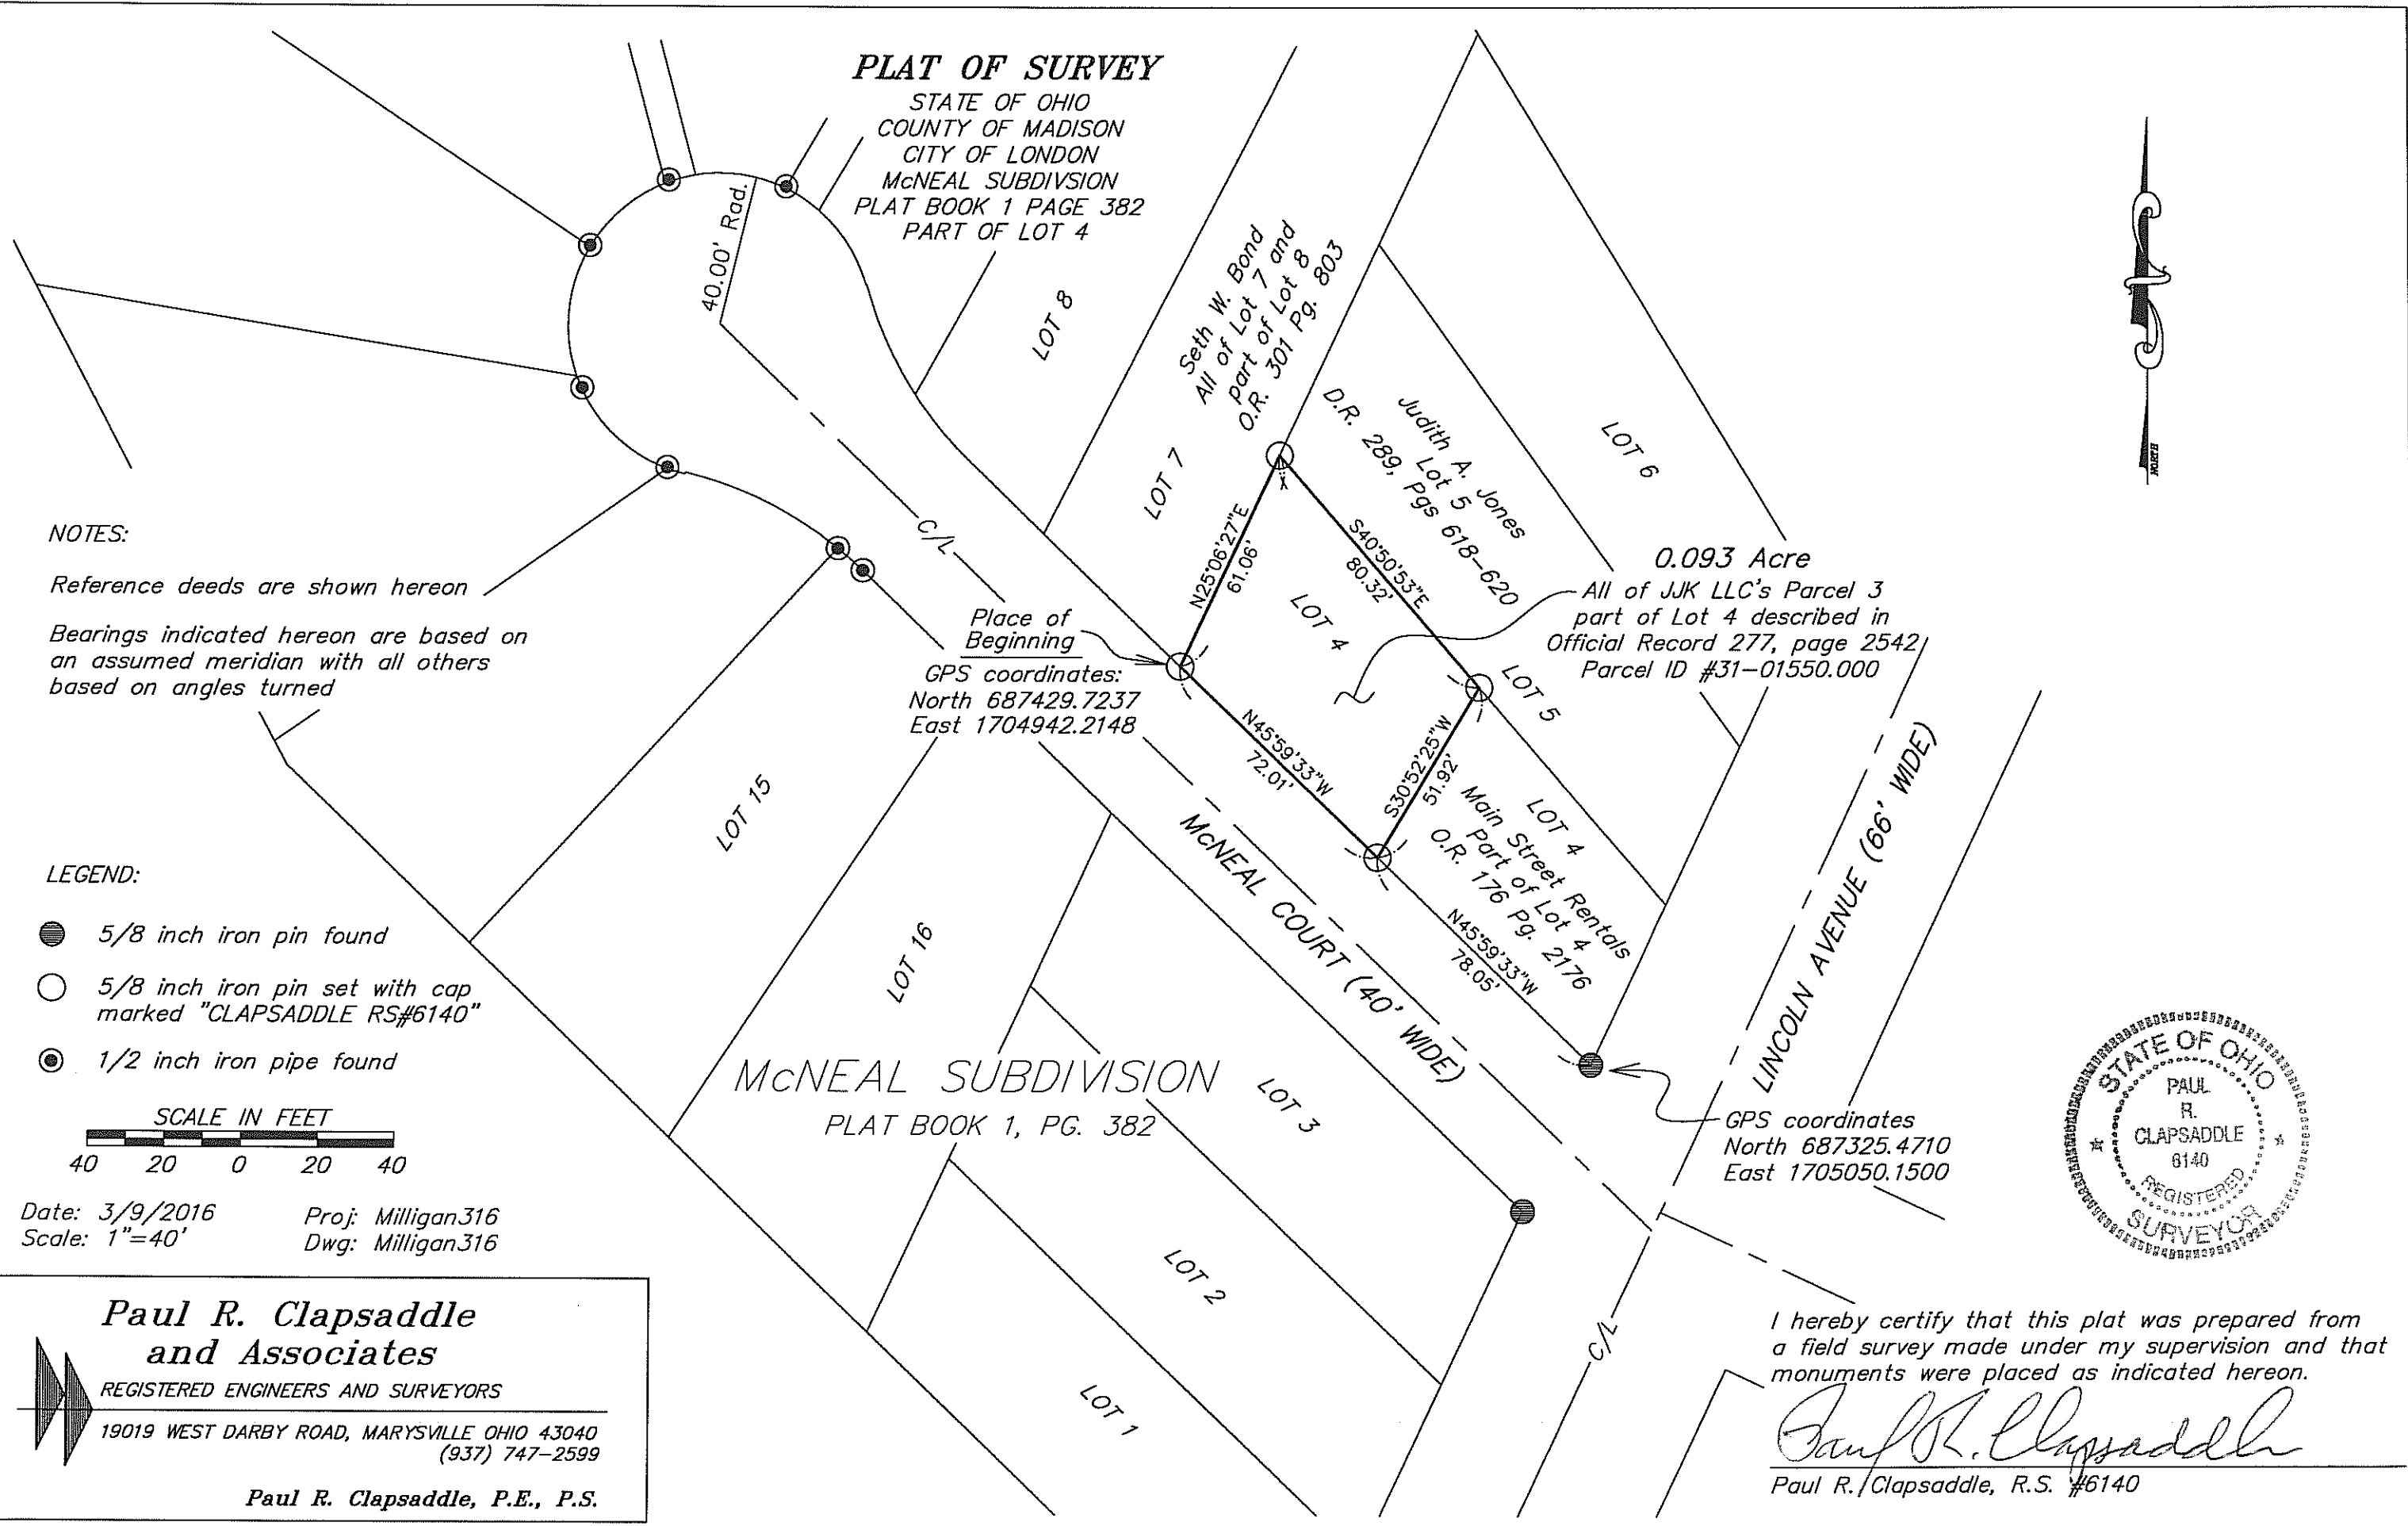 PLAT OF SURVEY
STATE OF OHIO
COUNTY OF MADISON
CITY OF LONDON
McNEAL SUBDIVSION
PLAT BOOK 1 PAGE 382
PART OF LOT 4
40.00' Rad.
LOT 8
Seth W. Bond
All of Lot 7 and
part of Lot 8
O.R. 301 Pg. 803
LOT 7
Judith A. Jones
Lot 5
D.R. 289, Pgs 618-620
LOT 6
NORTH
C/L
N25°06'27"E
61.06'
S40°50'53"E
80.32'
LOT 4
0.093 Acre
All of JJK LLC's Parcel 3
part of Lot 4 described in
Official Record 277, page 2542
Parcel ID #31-01550.000
NOTES:
Reference deeds are shown hereon
Bearings indicated hereon are based on
an assumed meridian with all others
based on angles turned
Place of
Beginning
GPS coordinates:
North 687429.7237
East 1704942.2148
LOT 5
N45°59'33"W
72.01'
S30°52'25"W
51.92'
LOT 4
Main Street Rentals
Part of Lot 4
O.R. 176 Pg. 2176
N45°59'33"W
78.05'
McNEAL COURT (40' WIDE)
LINCOLN AVENUE (66' WIDE)
LOT 15
LOT 16
LEGEND:
5/8 inch iron pin found
5/8 inch iron pin set with cap
marked "CLAPSADDLE RS#6140"
1/2 inch iron pipe found
McNEAL SUBDIVISION
PLAT BOOK 1, PG. 382
LOT 3
LOT 2
LOT 1
C/L
GPS coordinates
North 687325.4710
East 1705050.1500
STATE OF OHIO
PAUL
R.
CLAPSADDLE
6140
REGISTERED
SURVEYOR
SCALE IN FEET
40 20 0 20 40
Date: 3/9/2016 Proj: Milligan316
Scale: 1"=40' Dwg: Milligan316
Paul R. Clapsaddle
and Associates
REGISTERED ENGINEERS AND SURVEYORS
19019 WEST DARBY ROAD, MARYSVILLE OHIO 43040
(937) 747-2599
Paul R. Clapsaddle, P.E., P.S.
I hereby certify that this plat was prepared from
a field survey made under my supervision and that
monuments were placed as indicated hereon.
Paul R. Clapsaddle
Paul R. Clapsaddle, R.S. #6140